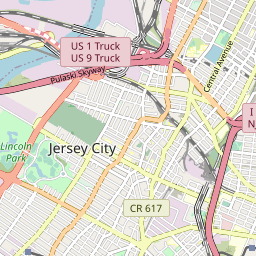 US 1 Truck
US 9 Truck
Pulaski Skyway
Central Avenue
I
N
Lincoln
Park
Jersey City
CR 617